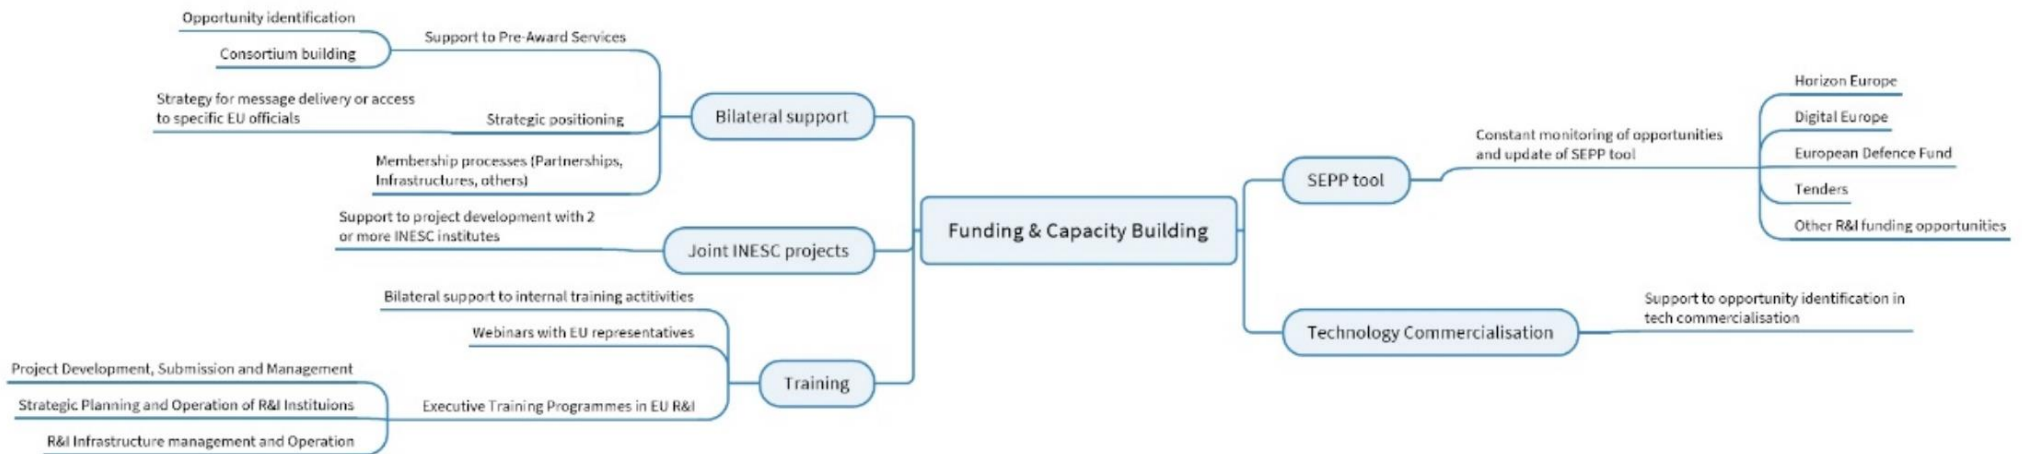 Opportunity identification
Consortium building
Support to Pre-Award Services
Strategy for message delivery or access
to specific EU officials
Strategic positioning
Membership processes (Partnerships,
Infrastructures, others)
Bilateral support
Support to project development with 2
or more INESC institutes
Joint INESC projects
Bilateral support to internal training actitivities
Webinars with EU representatives
Project Development, Submission and Management
Strategic Planning and Operation of R&I Instituions
R&I Infrastructure management and Operation
Executive Training Programmes in EU R&I
Training
Funding & Capacity Building
SEPP tool
Constant monitoring of opportunities
and update of SEPP tool
Horizon Europe
Digital Europe
European Defence Fund
Tenders
Other R&I funding opportunities
Technology Commercialisation
Support to opportunity identification in
tech commercialisation